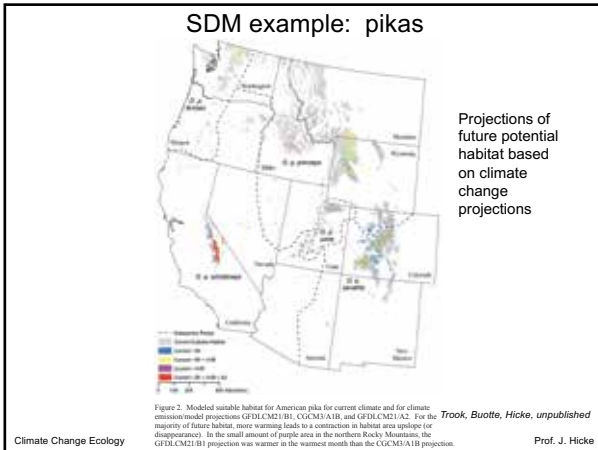 SDM example: pikas
Washington
Montana
Oregon
Idaho
Wyoming
Nevada
Utah
Colorado
California
Arizona
New
Mexico
Projections of
future potential
habitat based
on climate
change
projections
Figure 2. Modeled suitable habitat for American pika for current climate and for climate
emission/model projections GFDLCM21/B1, CGCM3/A1B, and GFDLCM21/A2. For the
majority of future habitat, more warming leads to a contraction in habitat area upslope (or
disappearance). In the small amount of purple area in the northern Rocky Mountains, the
GFDLCM21/B1 projection was warmer in the warmest month than the CGCM3/A1B projection.
Trook, Buotte, Hicke, unpublished
Climate Change Ecology
Prof. J. Hicke